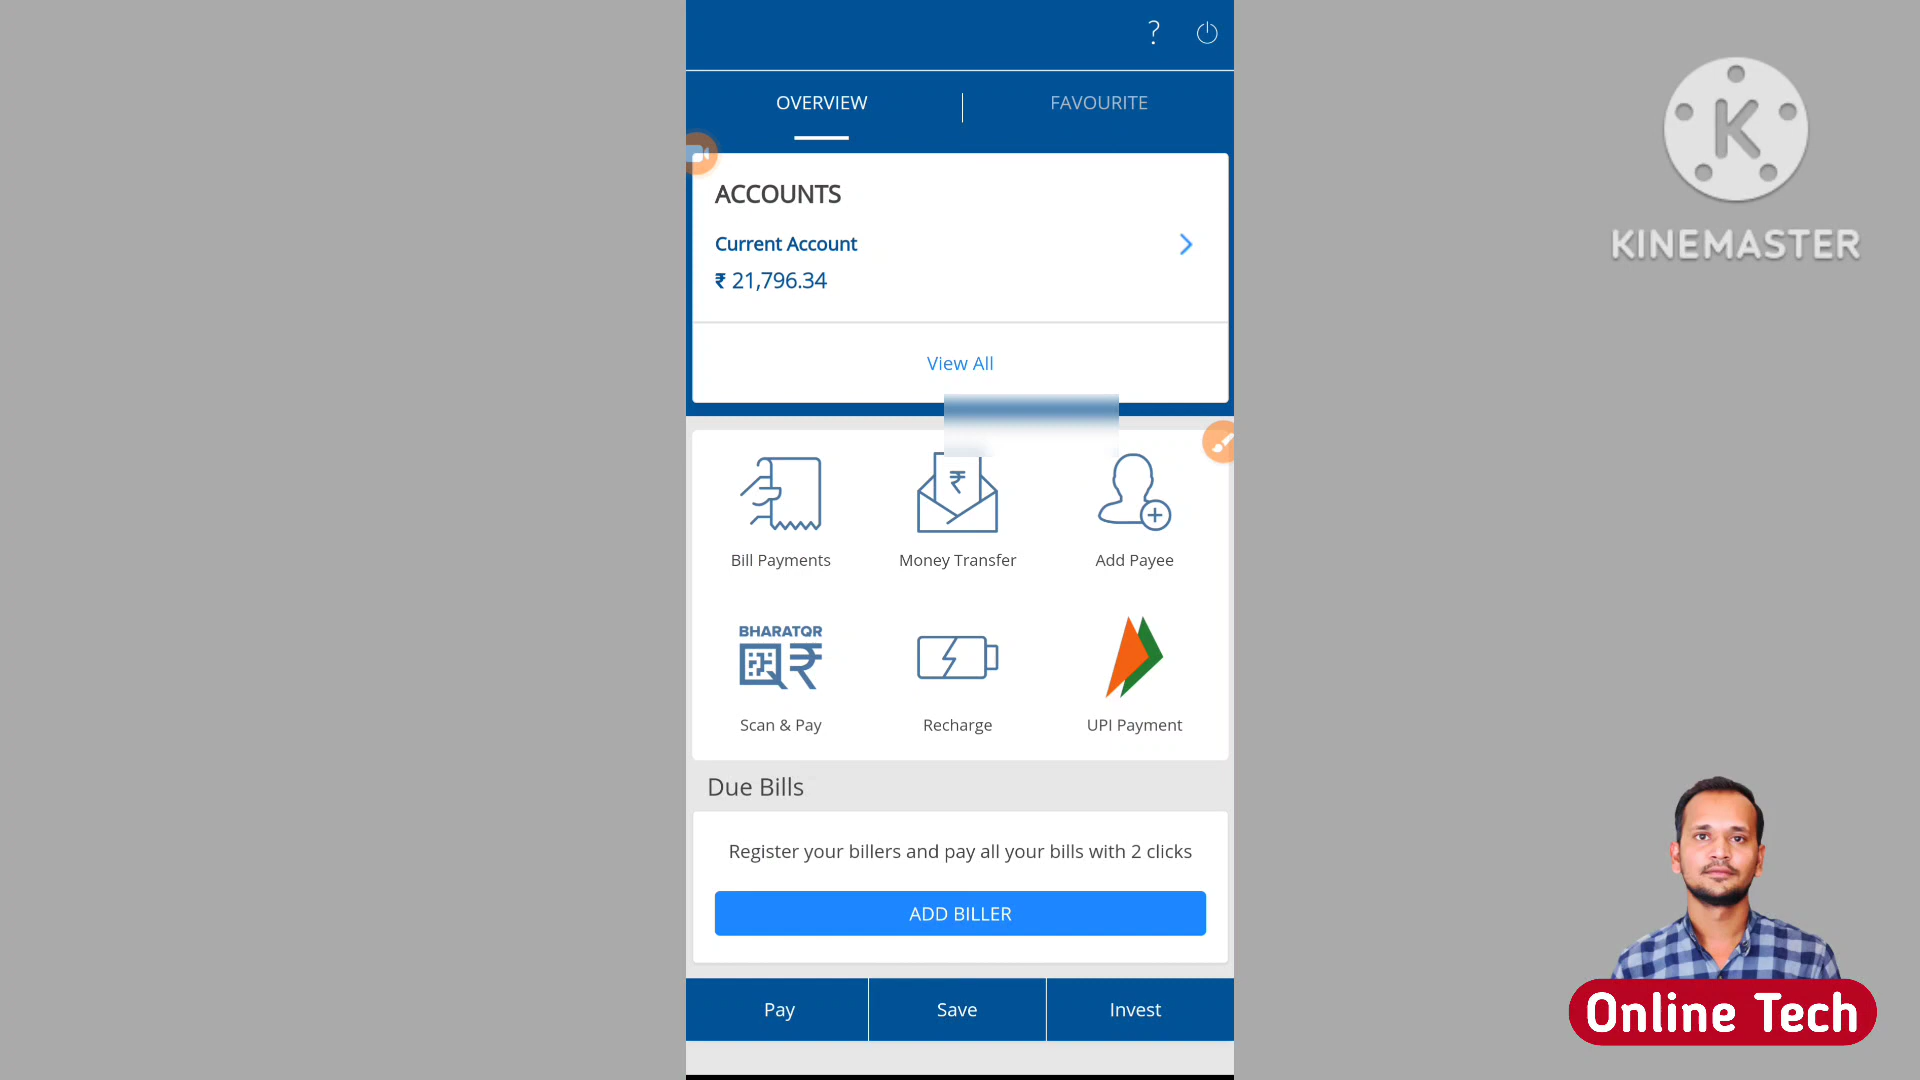 ?
OVERVIEW
FAVOURITE
ACCOUNTS
Current Account
₹ 21,796.34
View All
₹
Bill Payments
Money Transfer
Add Payee
BHARATQR
Scan & Pay
Recharge
UPI Payment
Due Bills
Register your billers and pay all your bills with 2 clicks
ADD BILLER
Pay
Save
Invest
K
KINEMASTER
Online Tech